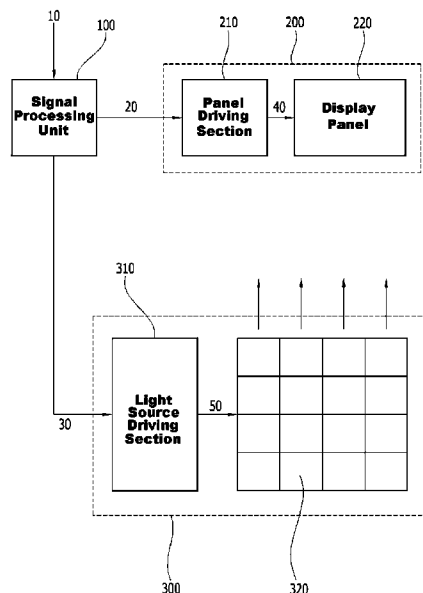 10
100
210
200
220
Signal
Processing
Unit
20
Panel
Driving
Section
40
Display
Panel
310
30
Light
Source
Driving
Section
50
300
320